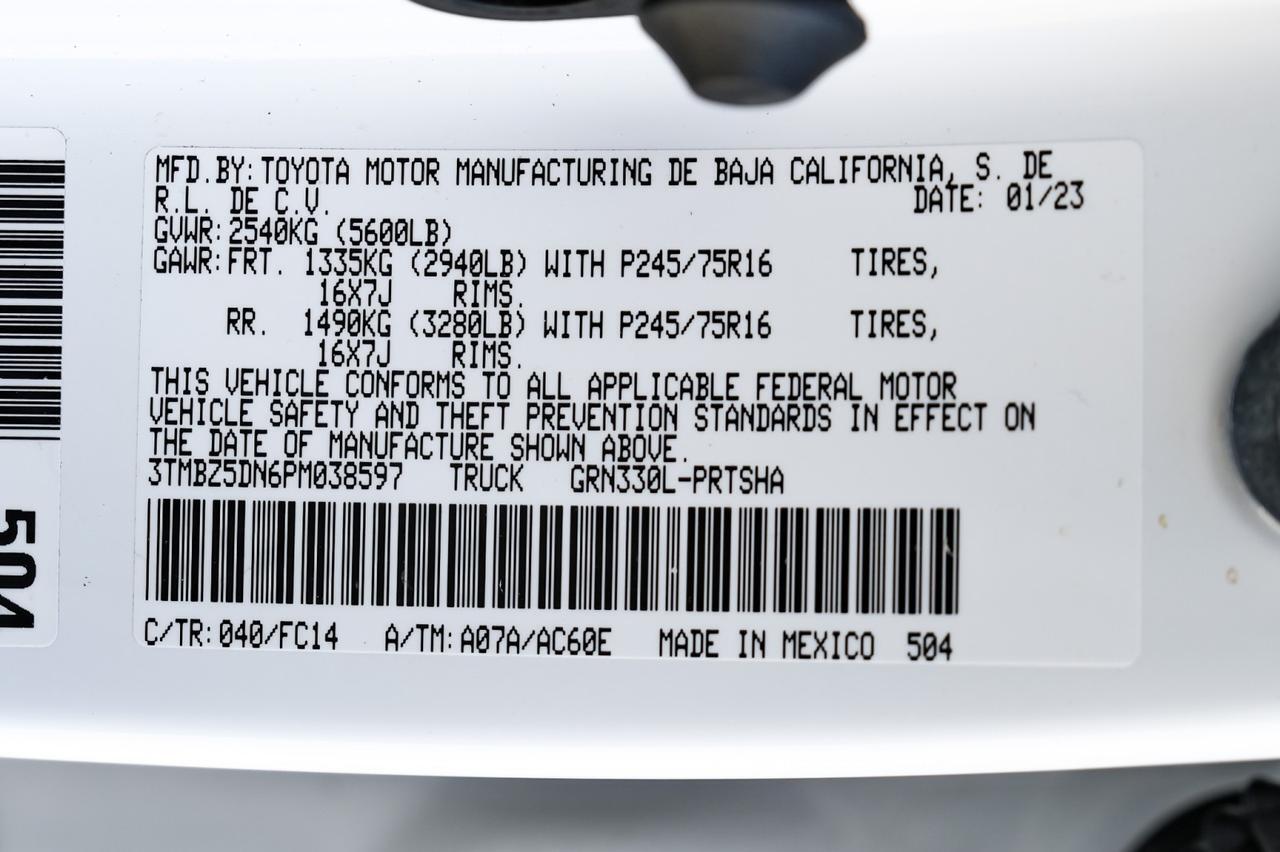 MFD.BY: TOYOTA MOTOR MANUFACTURING DE BAJA CALIFORNIA, S. DE
R.L. DE C.V. DATE: 01/23
GVWR: 2540KG (5600LB)
GAWR: FRT. 1335KG (2940LB) WITH P245/75R16 TIRES,
16X7J RIMS.
RR. 1490KG (3280LB) WITH P245/75R16 TIRES,
16X7J RIMS.
THIS VEHICLE CONFORMS TO ALL APPLICABLE FEDERAL MOTOR
VEHICLE SAFETY AND THEFT PREVENTION STANDARDS IN EFFECT ON
THE DATE OF MANUFACTURE SHOWN ABOVE.
3TMBZ5DN6PM038597 TRUCK GRN330L-PRTSHA
C/TR: 040/FC14 A/TM: A07A/AC60E MADE IN MEXICO 504
504